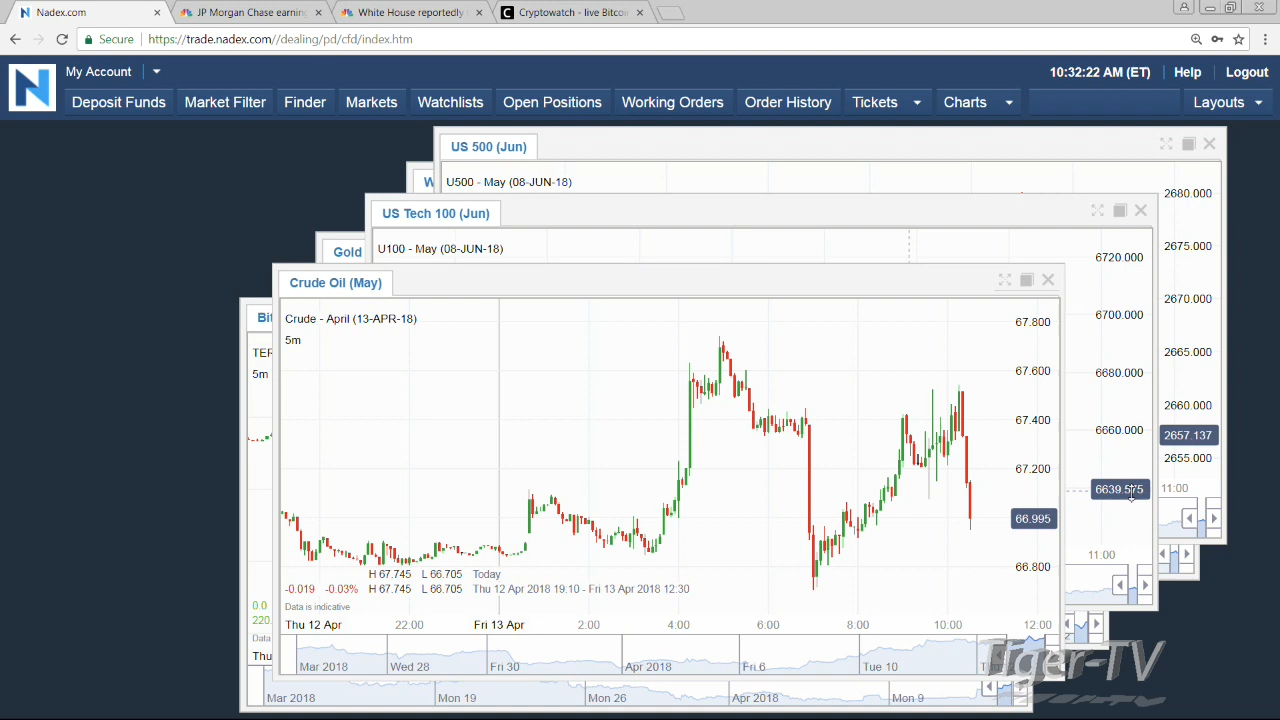 Nadex.com
JP Morgan Chase earnin
White House reportedly
Cryptowatch - live Bitcoi
Secure https://trade.nadex.com//dealing/pd/cfd/index.htm
N My Account 10:32:22 AM (ET) Help Logout
Deposit Funds Market Filter Finder Markets Watchlists Open Positions Working Orders Order History Tickets Charts Layouts
US 500 (Jun)
U500 - May (08-JUN-18)
2680.000
2675.000
2670.000
2665.000
2660.000
2657.137
2655.000
11:00
W
US Tech 100 (Jun)
U100 - May (08-JUN-18)
6720.000
6700.000
6680.000
6660.000
6639.575
11:00
Gold
Crude Oil (May)
Crude - April (13-APR-18)
5m
67.800
67.600
67.400
67.200
66.995
66.800
H 67.745 L 66.705 Today
-0.019 -0.03% H 67.745 L 66.705 Thu 12 Apr 2018 19:10 - Fri 13 Apr 2018 12:30
Data is indicative
Thu 12 Apr 22:00 Fri 13 Apr 2:00 4:00 6:00 8:00 10:00 12:00
Mar 2018 Wed 28 Fri 30 Apr 2018 Fri 6 Tue 10
Bit
TER
5m
0.0
220.
Data
Thu
Mar 2018 Mon 19 Mon 26 Apr 2018 Mon 9
Tiger-TV